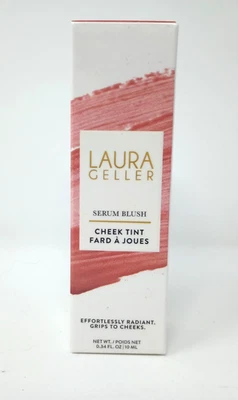 LAURA
GELLER
SERUM BLUSH
CHEEK TINT
FARD À JOUES
EFFORTLESSLY RADIANT.
GRIPS TO CHEEKS.
NET WT. / POIDS NET
0.34 FL. OZ / 10 ML